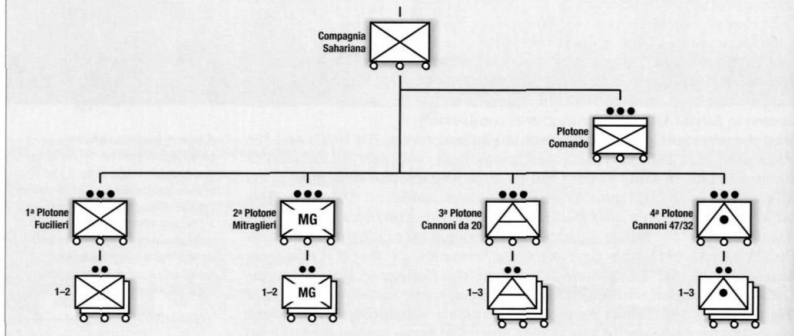 Compagnia
Sahariana
Plotone
Comando
1ª Plotone
Fucilieri
2ª Plotone
Mitraglieri
MG
3ª Plotone
Cannoni da 20
4ª Plotone
Cannoni 47/32
1–2
1–2
MG
1–3
1–3